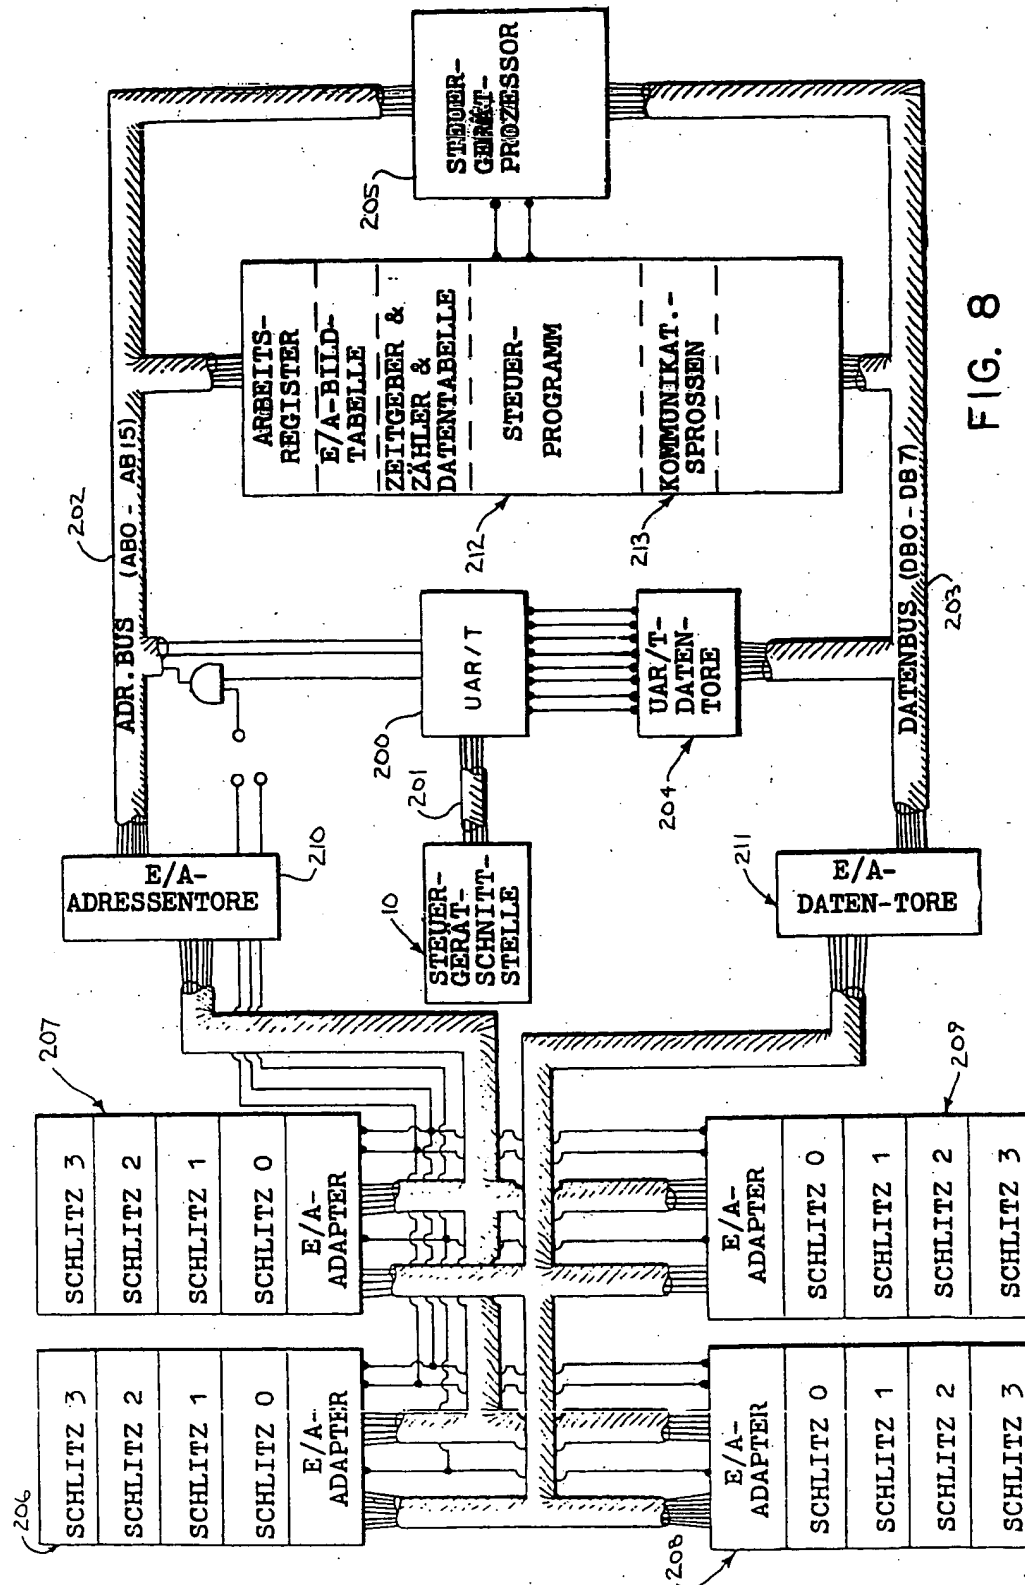 206
SCHLITZ 3
SCHLITZ 2
SCHLITZ 1
SCHLITZ 0
E/A-
ADAPTER
207
SCHLITZ 3
SCHLITZ 2
SCHLITZ 1
SCHLITZ 0
E/A-
ADAPTER
208
E/A-
ADAPTER
SCHLITZ 0
SCHLITZ 1
SCHLITZ 2
SCHLITZ 3
209
E/A-
ADAPTER
SCHLITZ 0
SCHLITZ 1
SCHLITZ 2
SCHLITZ 3
E/A-
ADRESSENTORE
210
10
STEUER-
GERÄT-
SCHNITT-
STELLE
211
E/A-
DATEN-TORE
ADR.BUS (AB0 - AB15)
202
201
200
UAR/T
204
UAR/T-
DATEN-
TORE
DATENBUS (DB0-DB7)
203
ARBEITS-
REGISTER
E/A-BILD-
TABELLE
ZEITGEBER &
ZÄHLER &
DATENTABELLE
STEUER-
PROGRAMM
KOMMUNIKAT.-
SPROSSEN
212
213
205
STEUER-
GERÄT-
PROZESSOR
FIG. 8